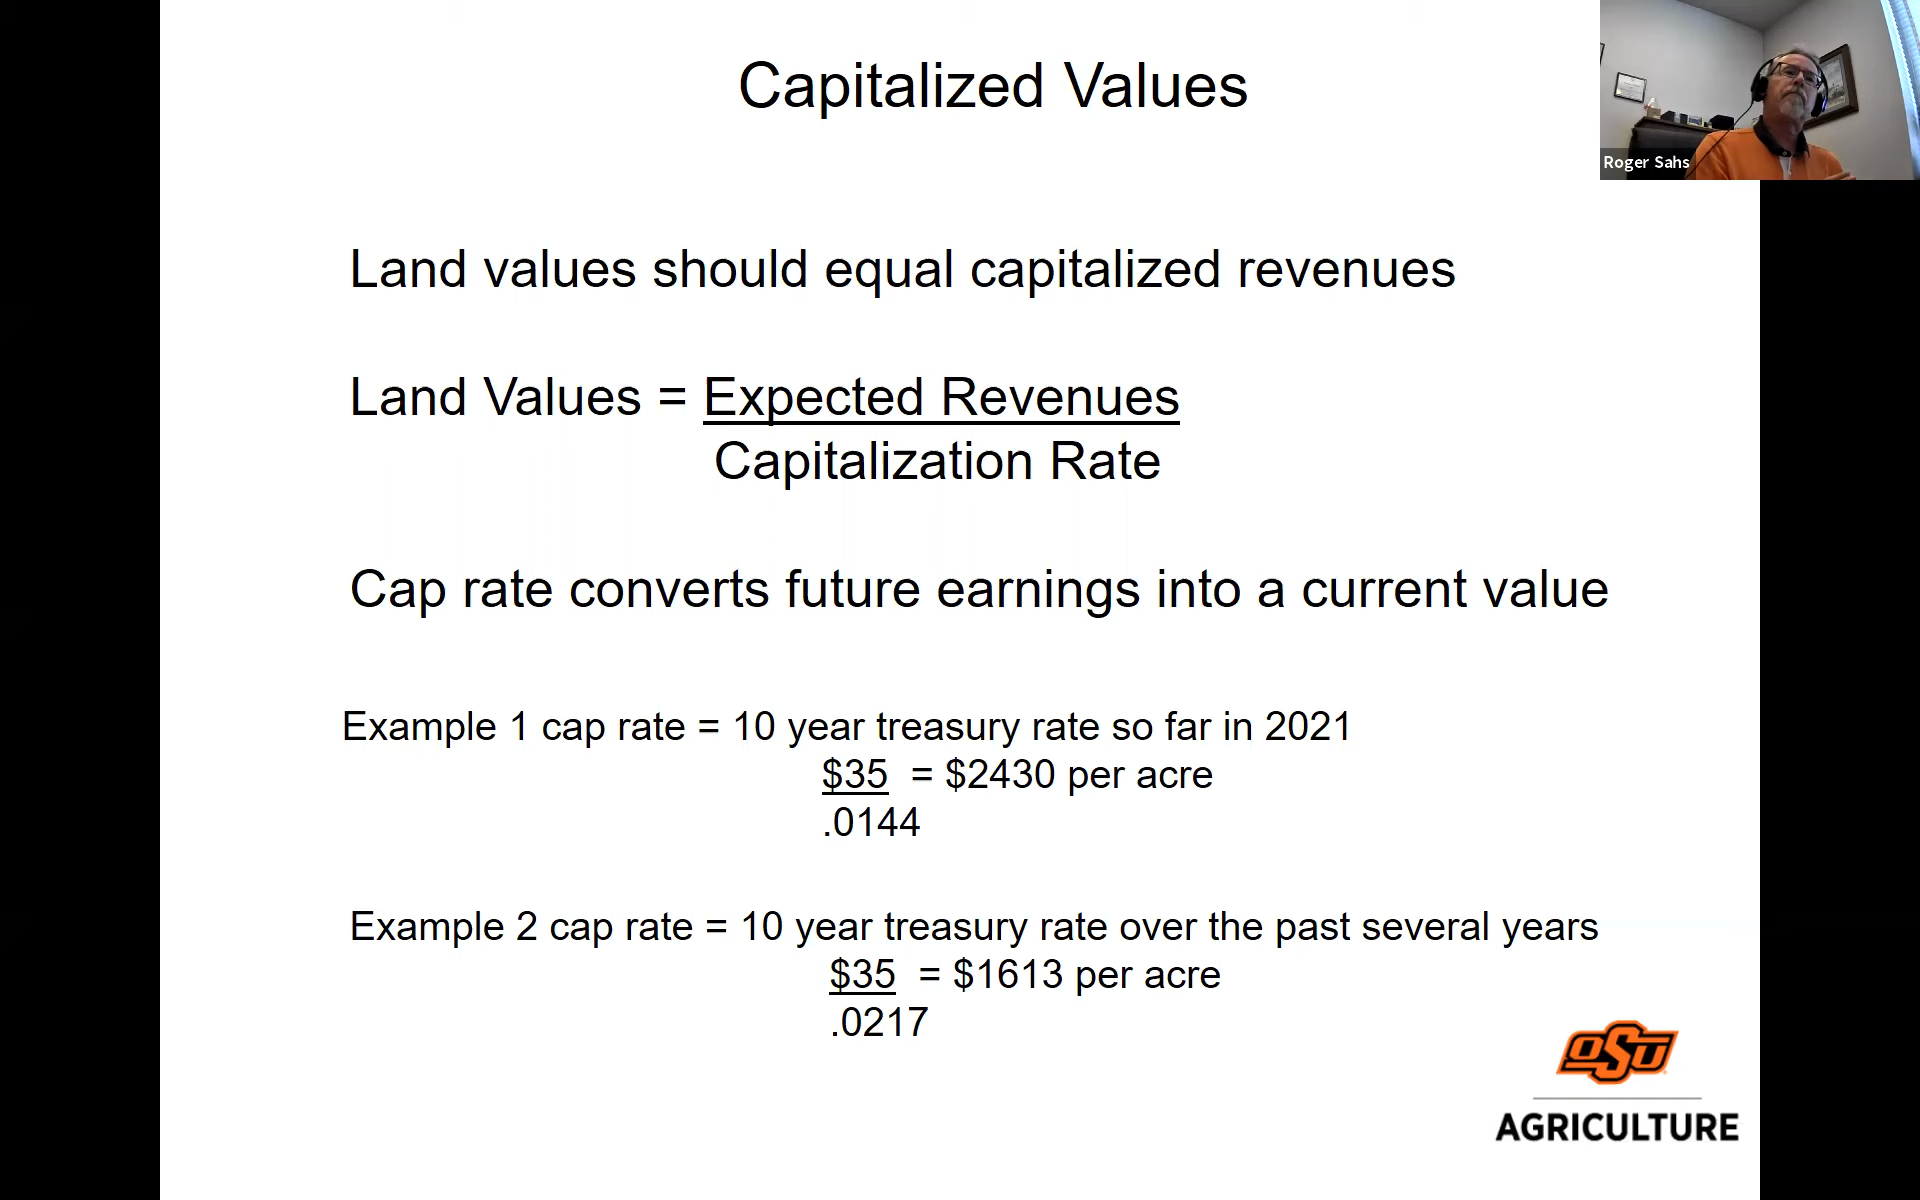 Capitalized Values
Roger Sahs
Land values should equal capitalized revenues
Land Values = Expected Revenues
Capitalization Rate
Cap rate converts future earnings into a current value
Example 1 cap rate = 10 year treasury rate so far in 2021
$35 = $2430 per acre
.0144
Example 2 cap rate = 10 year treasury rate over the past several years
$35 = $1613 per acre
.0217
OSU
AGRICULTURE